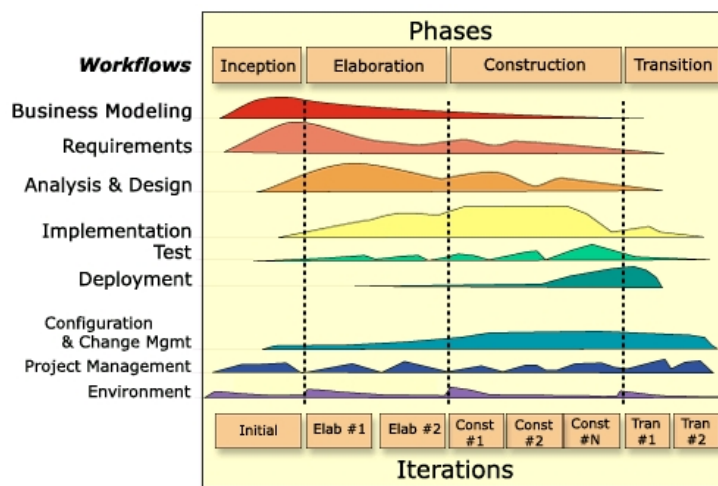 Phases
Workflows
Inception
Elaboration
Construction
Transition
Business Modeling
Requirements
Analysis & Design
Implementation
Test
Deployment
Configuration
& Change Mgmt
Project Management
Environment
Initial
Elab #1
Elab #2
Const
#1
Const
#2
Const
#N
Tran
#1
Tran
#2
Iterations